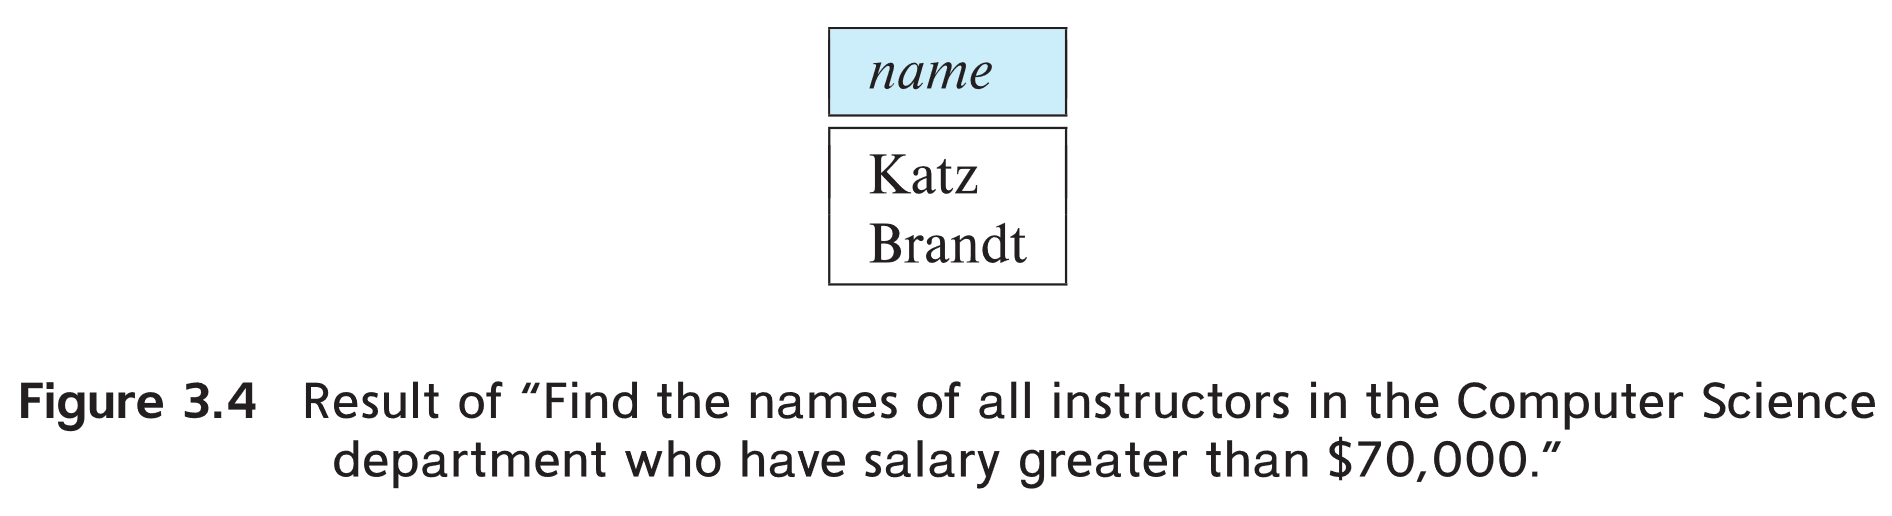 name
Katz
Brandt
Figure 3.4 Result of “Find the names of all instructors in the Computer Science
department who have salary greater than $70,000.”